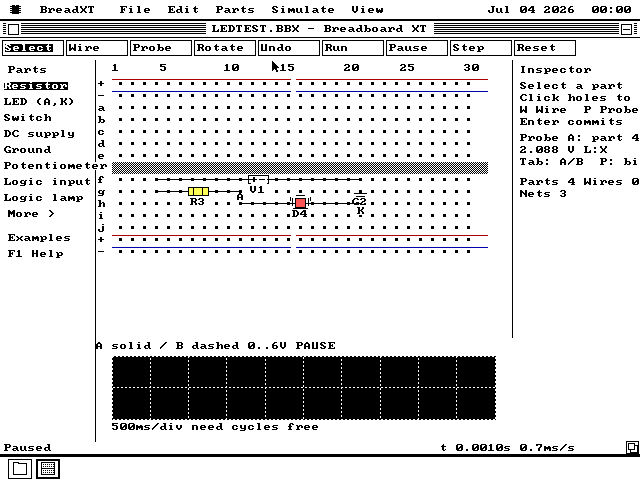 BreadXT File Edit Parts Simulate View Jul 04 2026 00:00
LEDTEST.BBX - Breadboard XT
Select Wire Probe Rotate Undo Run Pause Step Reset
Parts
Resistor
LED (A,K)
Switch
DC supply
Ground
Potentiometer
Logic input
Logic lamp
More >
Examples
F1 Help
1 5 10 15 20 25 30
+
-
a
b
c
d
e
f
g
h
i
j
+
-
V1
R3
A
D4
G2
K
Inspector
Select a part
Click holes to
W Wire P Probe
Enter commits
Probe A: part 4
2.088 V L:X
Tab: A/B P: bi
Parts 4 Wires 0
Nets 3
A solid / B dashed 0..6V PAUSE
500ms/div need cycles free
Paused t 0.0010s 0.7ms/s